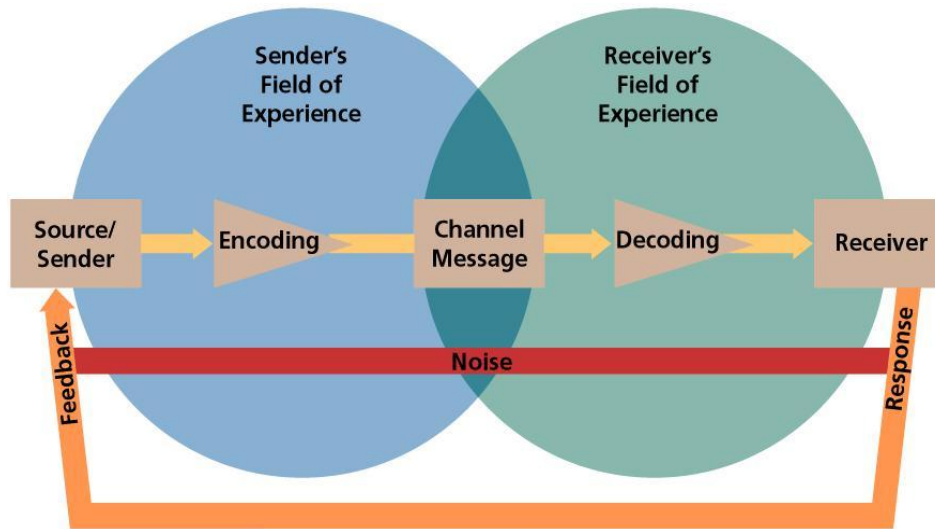 Sender's
Field of
Experience
Receiver's
Field of
Experience
Source/
Sender
Encoding
Channel
Message
Decoding
Receiver
Feedback
Noise
Response